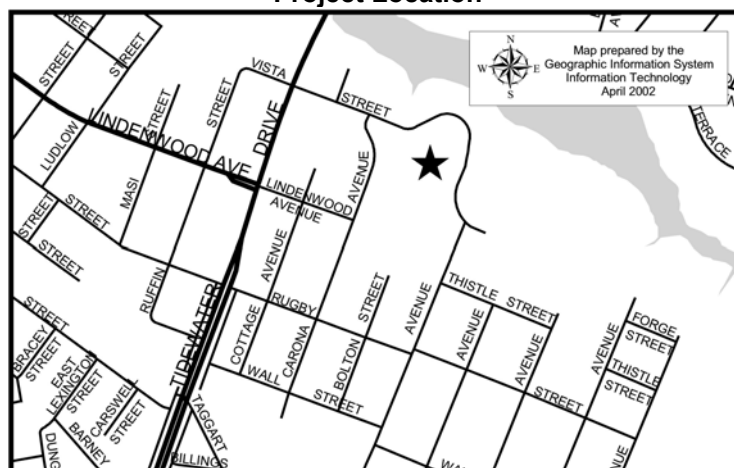 Project Location
STREET
STREET
STREET
LUDLOW
LINDENWOOD AVE
MASI
STREET
STREET
VISTA
STREET
DRIVE
LINDENWOOD
AVENUE
AVENUE
N
W E
S
Map prepared by the
Geographic Information System
Information Technology
April 2002
TERRACE
STREET
STREET
STREET
RUFFIN
TIDEWATER
AVENUE
COTTAGE
RUGBY
CARONA
STREET
BOLTON
AVENUE
WALL
STREET
THISTLE STREET
AVENUE
AVENUE
STREET
AVENUE
FORGE
STREET
THISTLE
STREET
AVENUE
STREET
BRACEY
STREET
EAST
LEXINGTON
STREET
CARSWELL
STREET
BARNEY
DUNG
TAGGART
BILLINGS